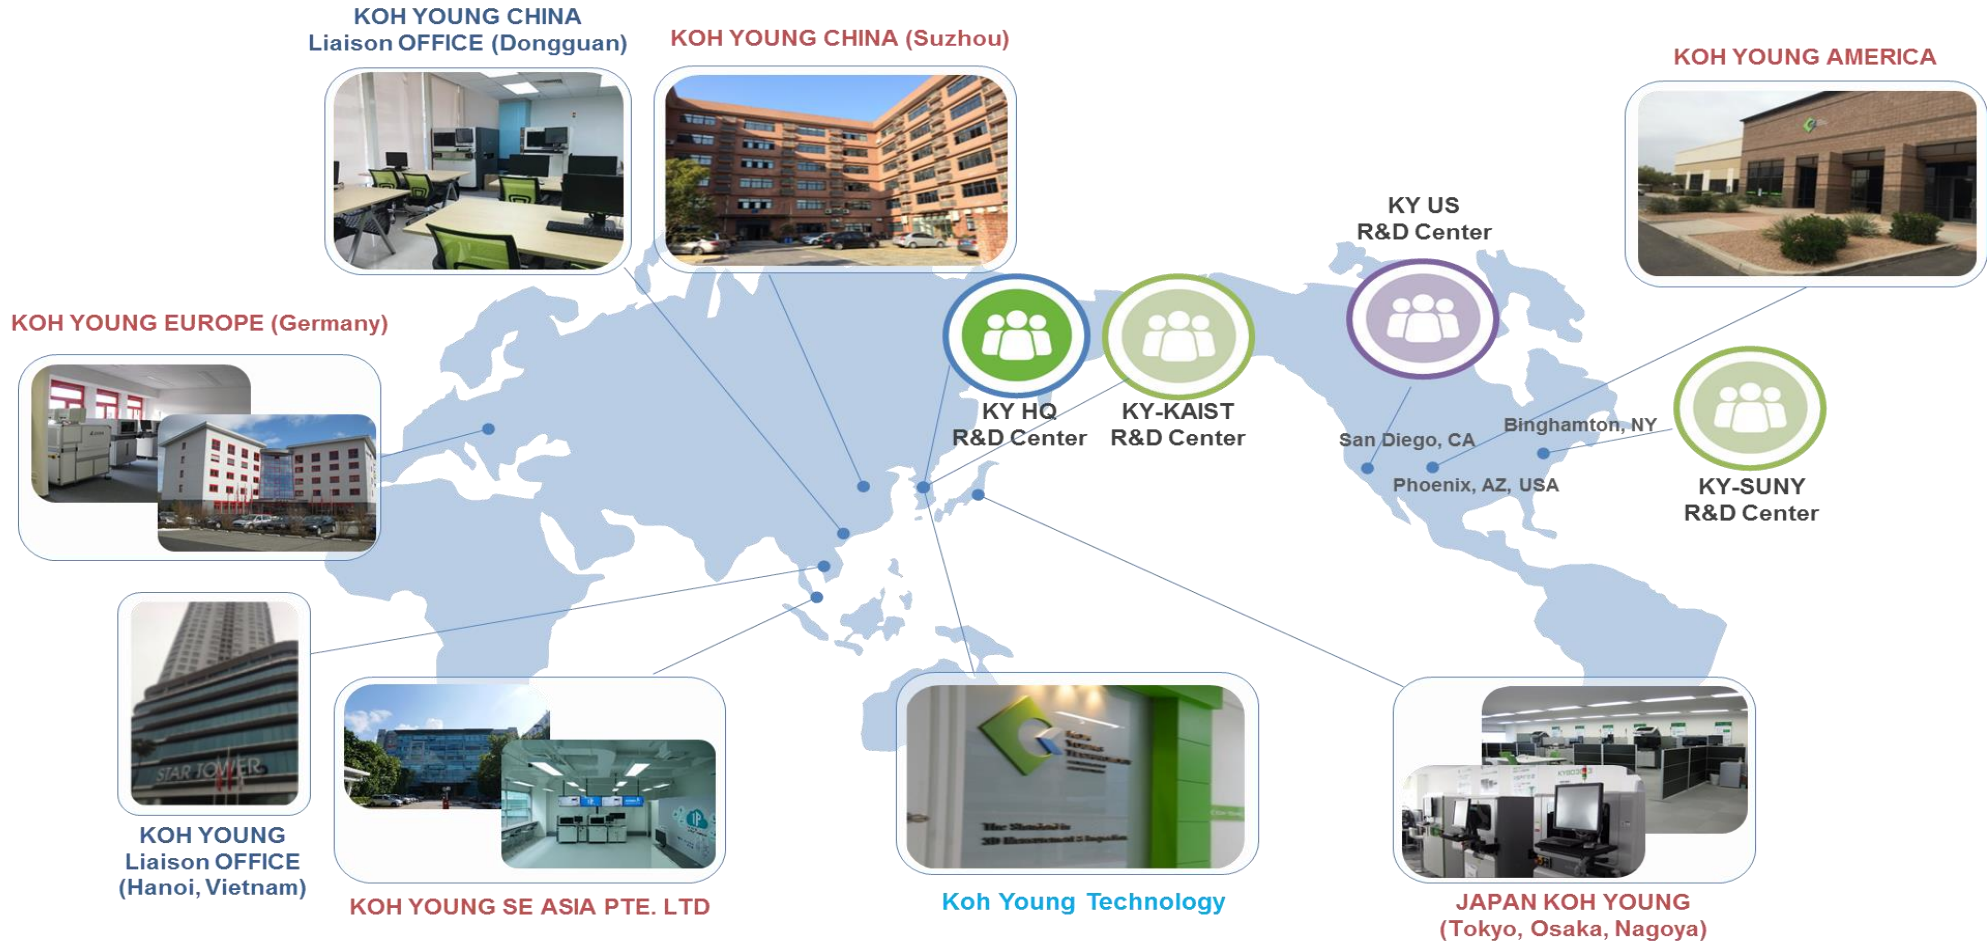 KOH YOUNG CHINA
Liaison OFFICE (Dongguan)
KOH YOUNG CHINA (Suzhou)
KOH YOUNG AMERICA
KY US
R&D Center
KOH YOUNG EUROPE (Germany)
KY HQ
R&D Center
KY-KAIST
R&D Center
San Diego, CA
Binghamton, NY
Phoenix, AZ, USA
KY-SUNY
R&D Center
STAR TOWER
KOH YOUNG
Liaison OFFICE
(Hanoi, Vietnam)
KOH YOUNG SE ASIA PTE. LTD
Koh Young Technology
JAPAN KOH YOUNG
(Tokyo, Osaka, Nagoya)